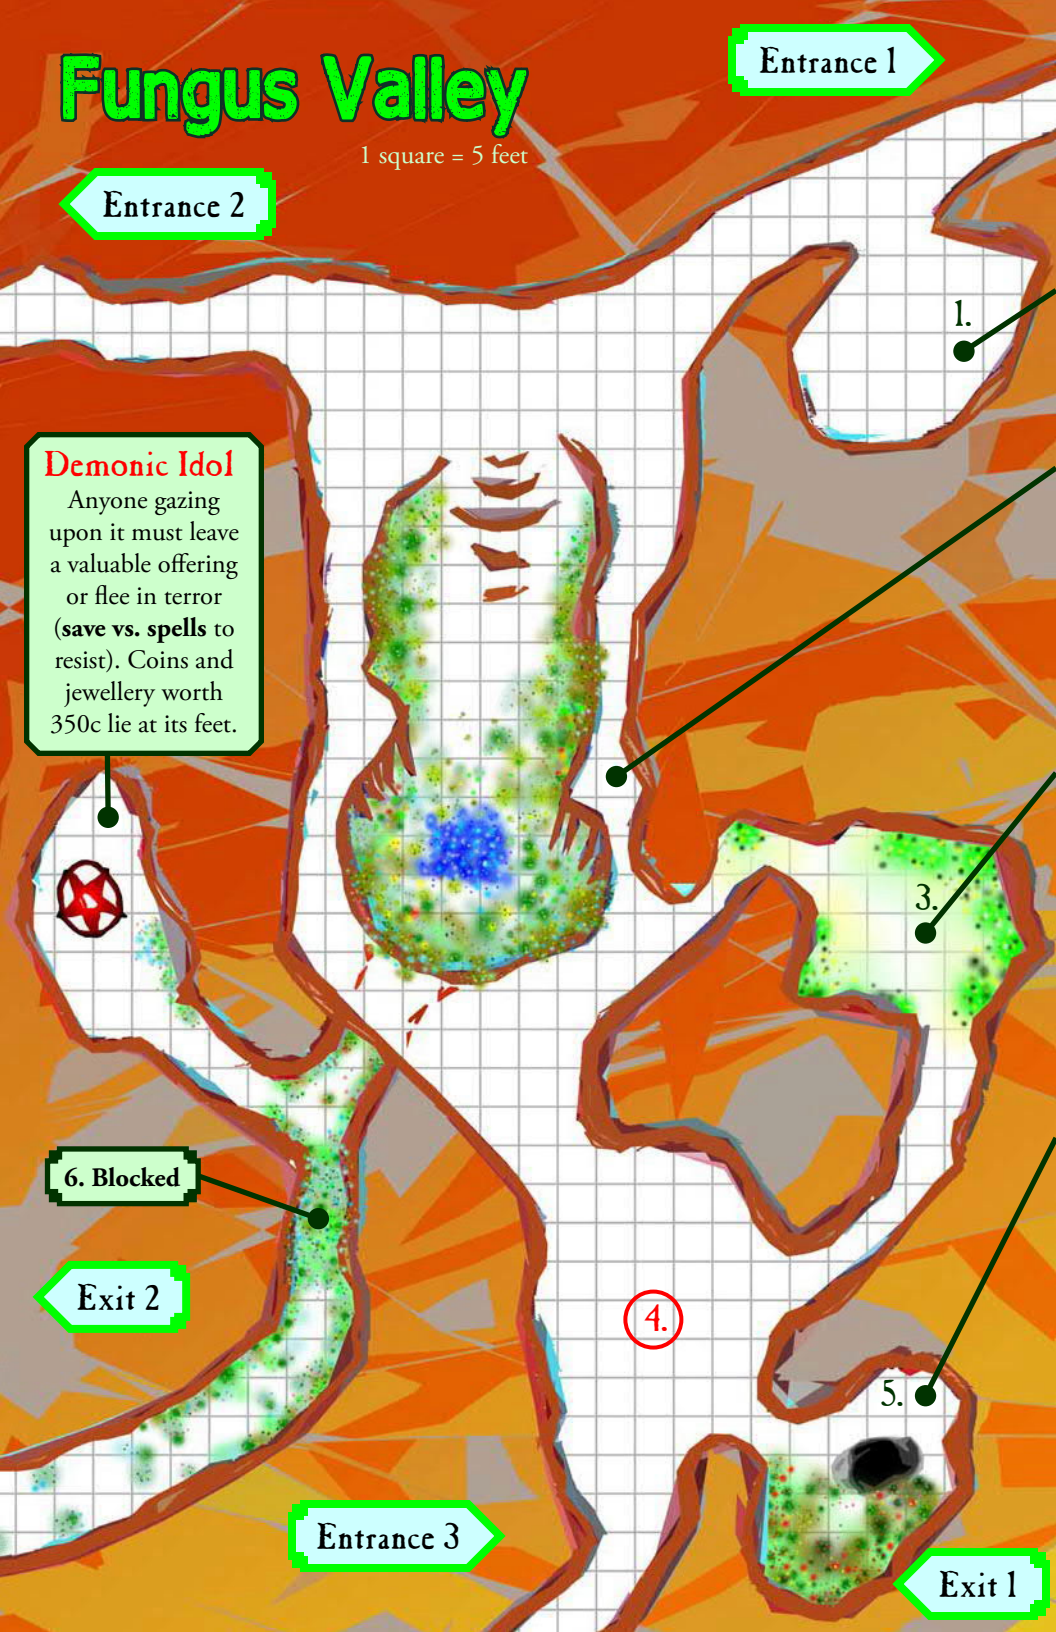 Entrance 1
Fungus Valley
1 square = 5 feet
Entrance 2
1.
Demonic Idol
Anyone gazing
upon it must leave
a valuable offering
or flee in terror
(save vs. spells to
resist). Coins and
jewellery worth
350c lie at its feet.
3.
6. Blocked
Exit 2
4.
5.
Entrance 3
Exit 1